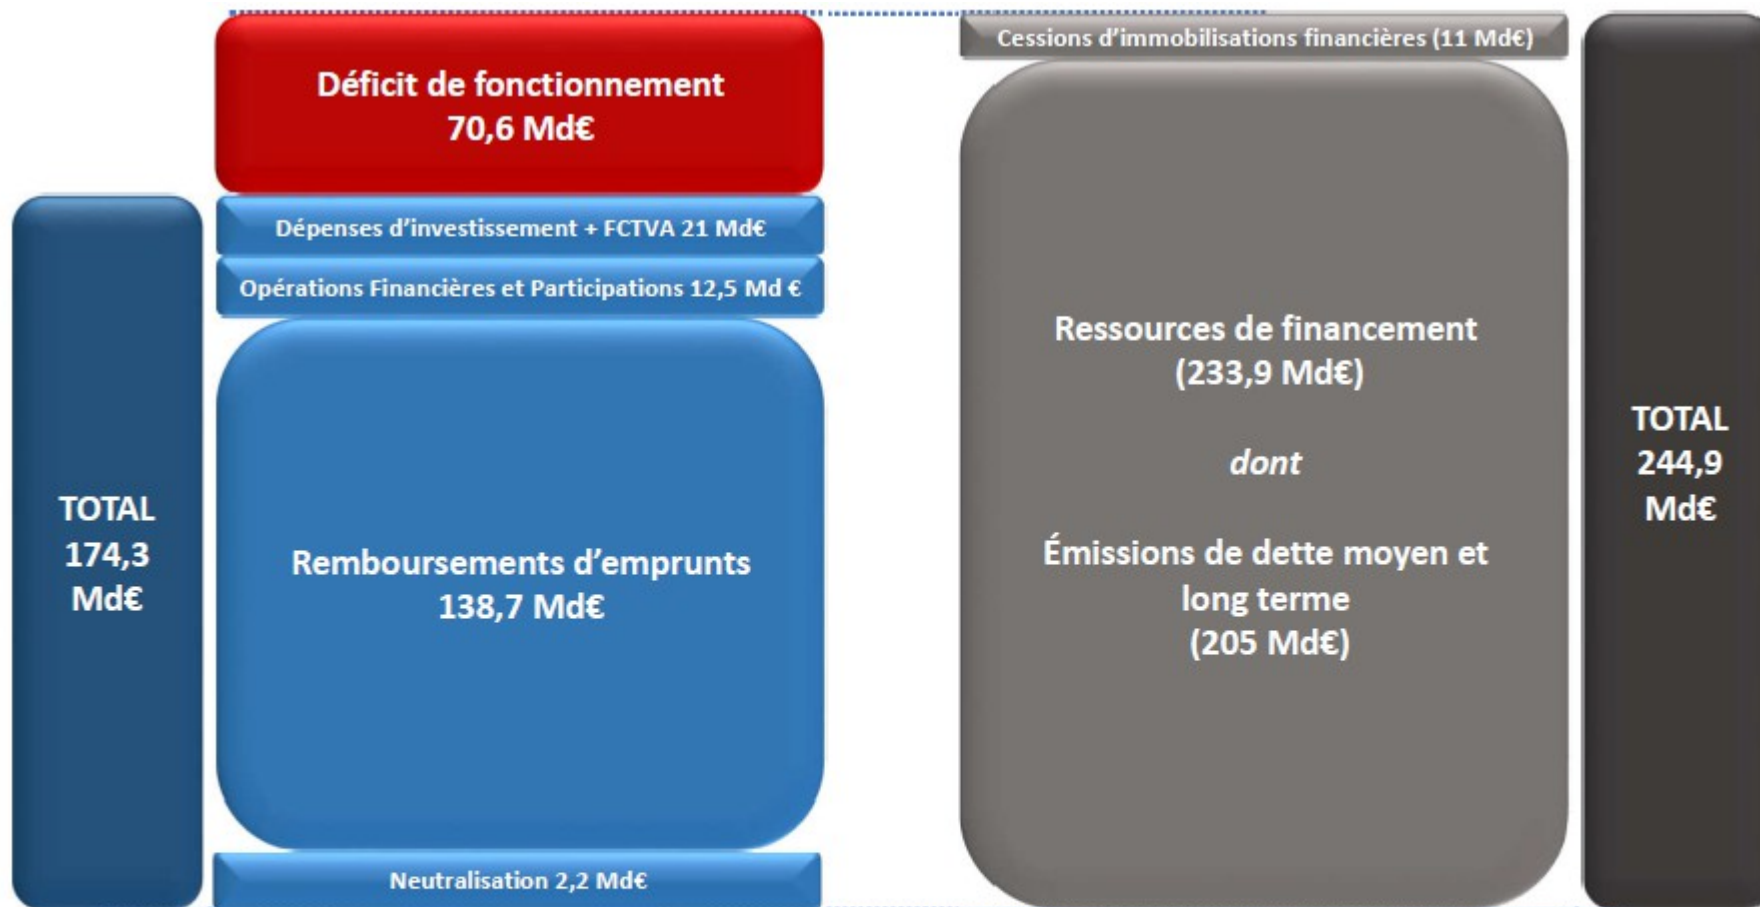 Déficit de fonctionnement
70,6 Md€
Dépenses d'investissement + FCTVA 21 Md€
Opérations Financières et Participations 12,5 Md €
Remboursements d'emprunts
138,7 Md€
Neutralisation 2,2 Md€
TOTAL
174,3
Md€
Cessions d'immobilisations financières (11 Md€)
Ressources de financement
(233,9 Md€)
dont
Émissions de dette moyen et
long terme
(205 Md€)
TOTAL
244,9
Md€